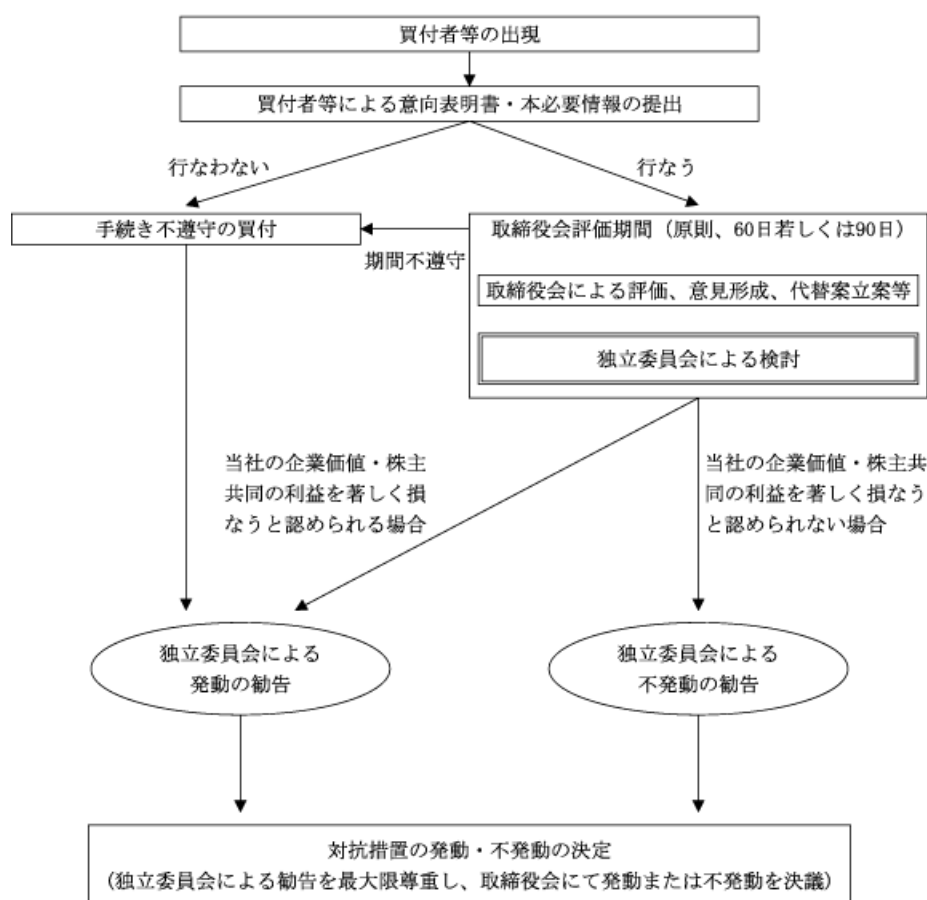 買付者等の出現
買付者等による意向表明書・本必要情報の提出
行なわない
行なう
手続き不遵守の買付
期間不遵守
取締役会評価期間（原則、60日若しくは90日）
取締役会による評価、意見形成、代替案立案等
独立委員会による検討
当社の企業価値・株主
共同の利益を著しく損
なうと認められる場合
当社の企業価値・株主共
同の利益を著しく損なう
と認められない場合
独立委員会による
発動の勧告
独立委員会による
不発動の勧告
対抗措置の発動・不発動の決定
（独立委員会による勧告を最大限尊重し、取締役会にて発動または不発動を決議）